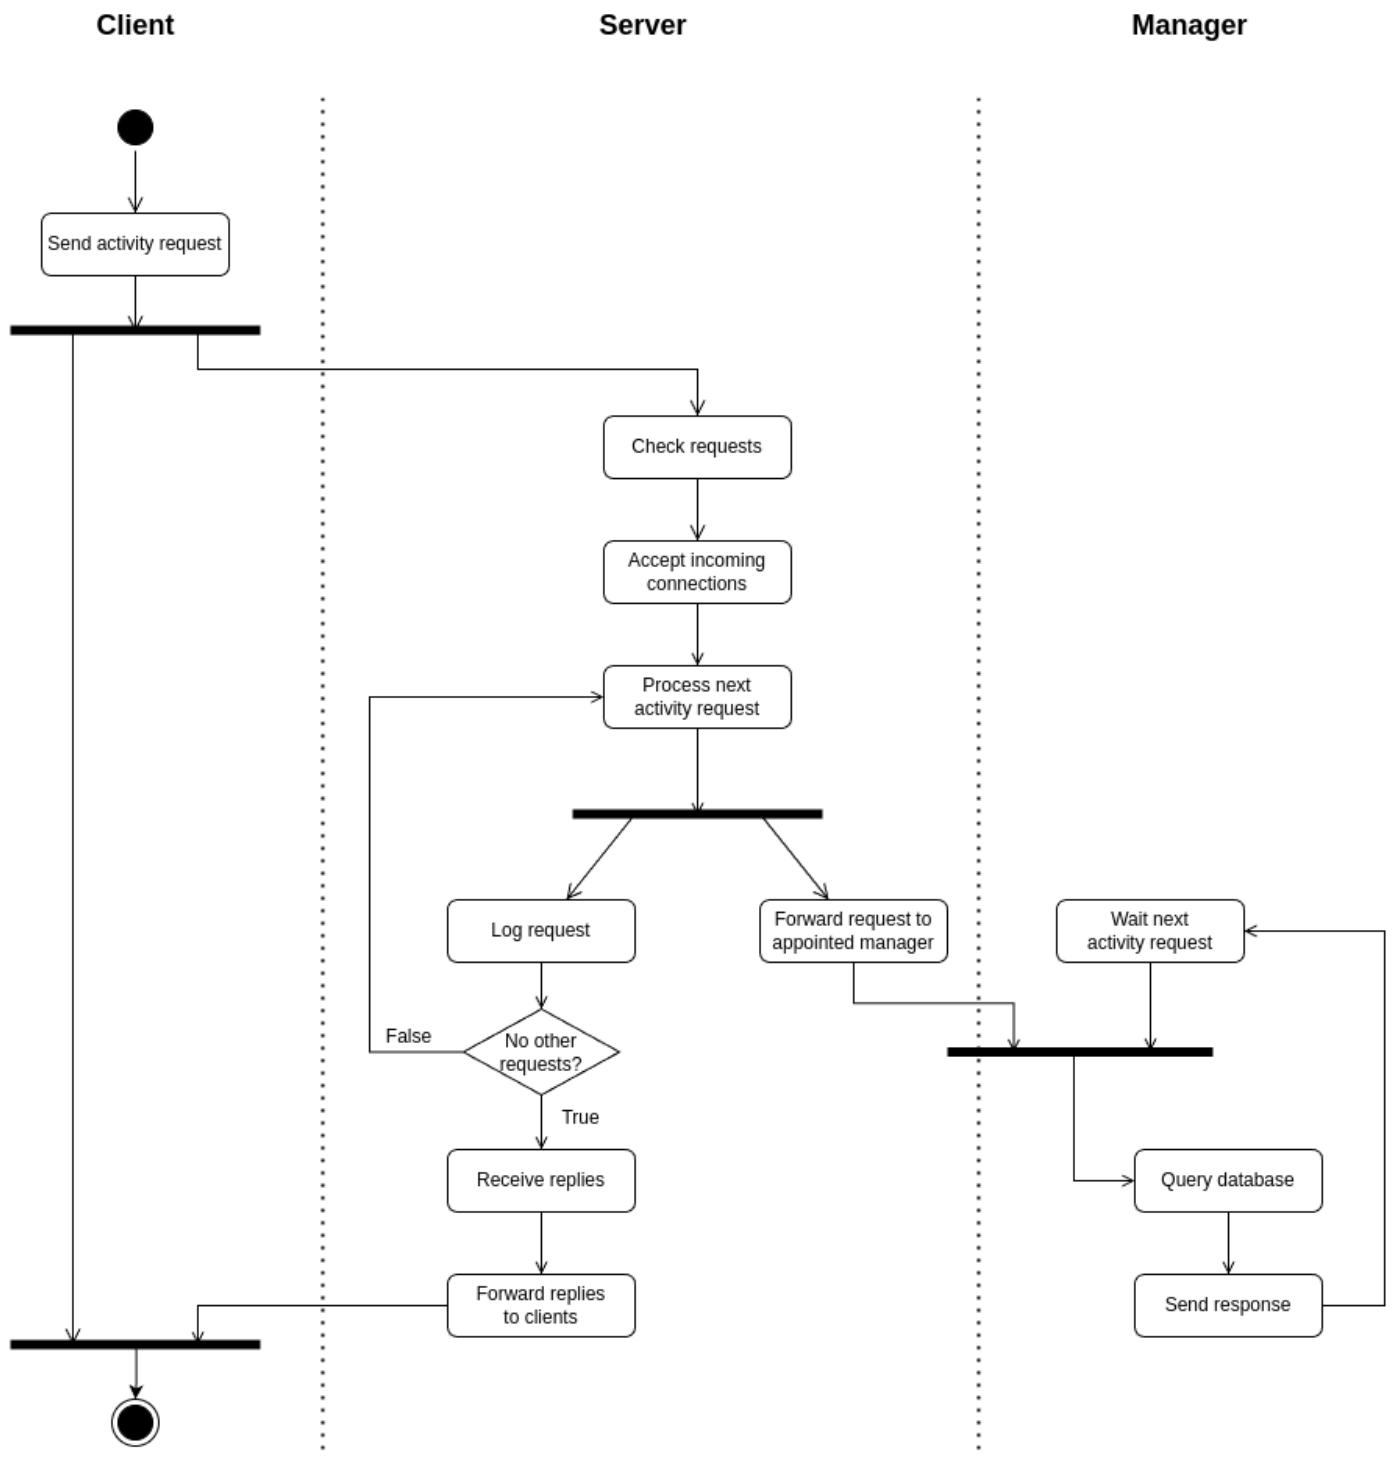 Client
Server
Manager
Send activity request
Check requests
Accept incoming
connections
Process next
activity request
Log request
Forward request to
appointed manager
Wait next
activity request
False
No other
requests?
True
Receive replies
Query database
Forward replies
to clients
Send response